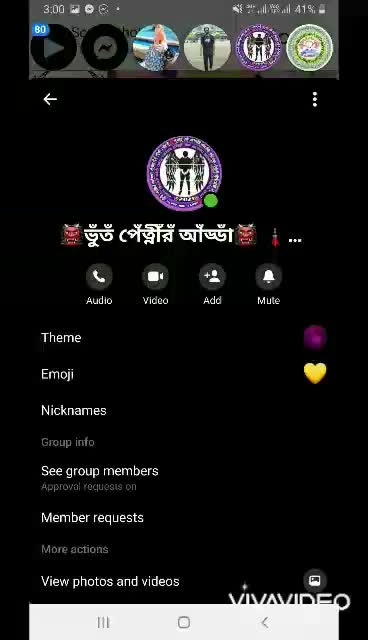 3:00 41%
80
👹ভুঁতঁ পেঁত্নীঁরঁ আঁড্ডাঁ👹 ...
Audio Video Add Mute
Theme
Emoji
Nicknames
Group info
See group members
Approval requests on
Member requests
More actions
View photos and videos
VIVAVIDEO